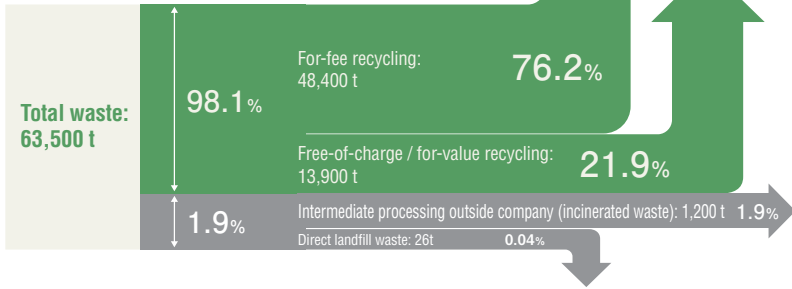 Total waste:
63,500 t
98.1%
For-fee recycling:
48,400 t
76.2%
Free-of-charge / for-value recycling:
13,900 t
21.9%
1.9%
Intermediate processing outside company (incinerated waste): 1,200 t 1.9%
Direct landfill waste: 26t 0.04%